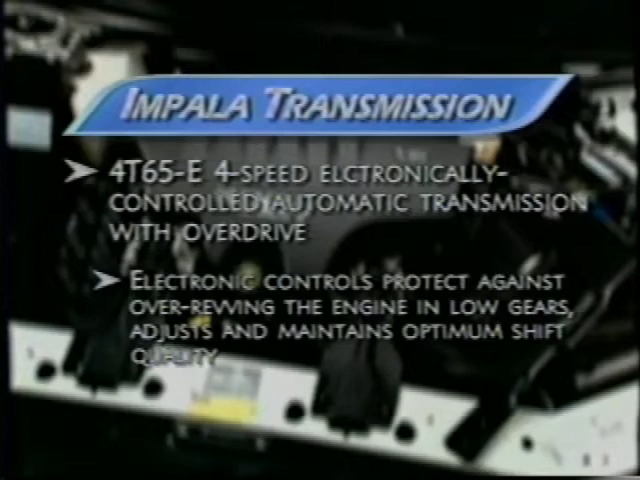 IMPALA TRANSMISSION
4T65-E 4-SPEED ELCTRONICALLY-
CONTROLLED AUTOMATIC TRANSMISSION
WITH OVERDRIVE
ELECTRONIC CONTROLS PROTECT AGAINST
OVER-REVVING THE ENGINE IN LOW GEARS,
ADJUSTS AND MAINTAINS OPTIMUM SHIFT
QUALITY